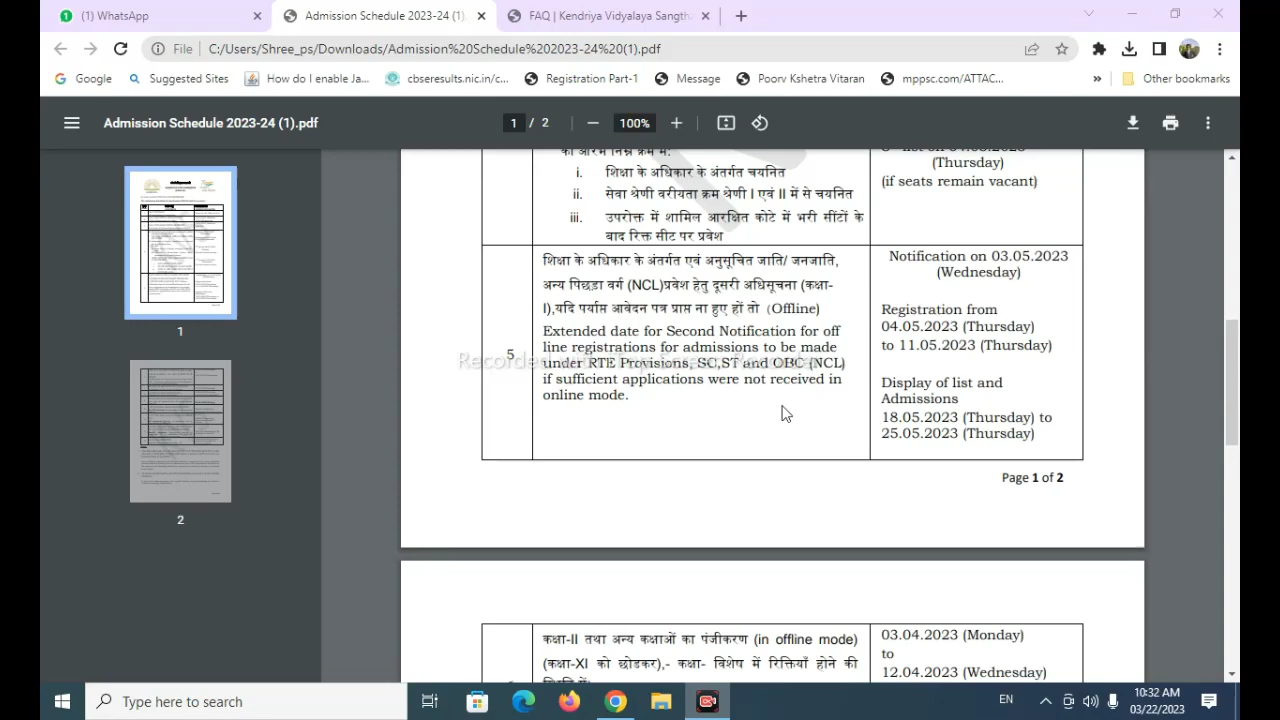 (1) WhatsApp
Admission Schedule 2023-24 (1).
FAQ | Kendriya Vidyalaya Sangtha
File
C:/Users/Shree_ps/Downloads/Admission%20Schedule%202023-24%20(1).pdf
Google
Suggested Sites
How do I enable Ja...
cbseresults.nic.in/c...
Registration Part-1
Message
Poorv Kshetra Vitaran
mppsc.com/ATTAC...
»
Other bookmarks
Admission Schedule 2023-24 (1).pdf
1 / 2
100%
1
2
(Thursday)
(if seats remain vacant)
i. शिक्षा के अधिकार के अंतर्गत चयनित
ii. सेवा श्रेणी वरीयता क्रम श्रेणी I एवं II में से चयनित
iii. उपरोक्त में शामिल आरक्षित कोटे में भरी सीटों के
बाद रिक्त सीट पर प्रवेश
5
शिक्षा के अधिकार के अंतर्गत एवं अनुसूचित जाति/ जनजाति,
अन्य पिछड़ा वर्ग (NCL)प्रवेश हेतु दूसरी अधिसूचना (कक्षा-
I),यदि पर्याप्त आवेदन पत्र प्राप्त ना हुए हों तो (Offline)
Extended date for Second Notification for off
line registrations for admissions to be made
under RTE Provisions, SC,ST and OBC (NCL)
if sufficient applications were not received in
online mode.
Notification on 03.05.2023
(Wednesday)
Registration from
04.05.2023 (Thursday)
to 11.05.2023 (Thursday)
Display of list and
Admissions
18.05.2023 (Thursday) to
25.05.2023 (Thursday)
Page 1 of 2
कक्षा-II तथा अन्य कक्षाओं का पंजीकरण (in offline mode)
(कक्षा-XI को छोडकर),- कक्षा- विशेष में रिक्तियाँ होने की
03.04.2023 (Monday)
to
12.04.2023 (Wednesday)
Type here to search
EN
10:32 AM
03/22/2023